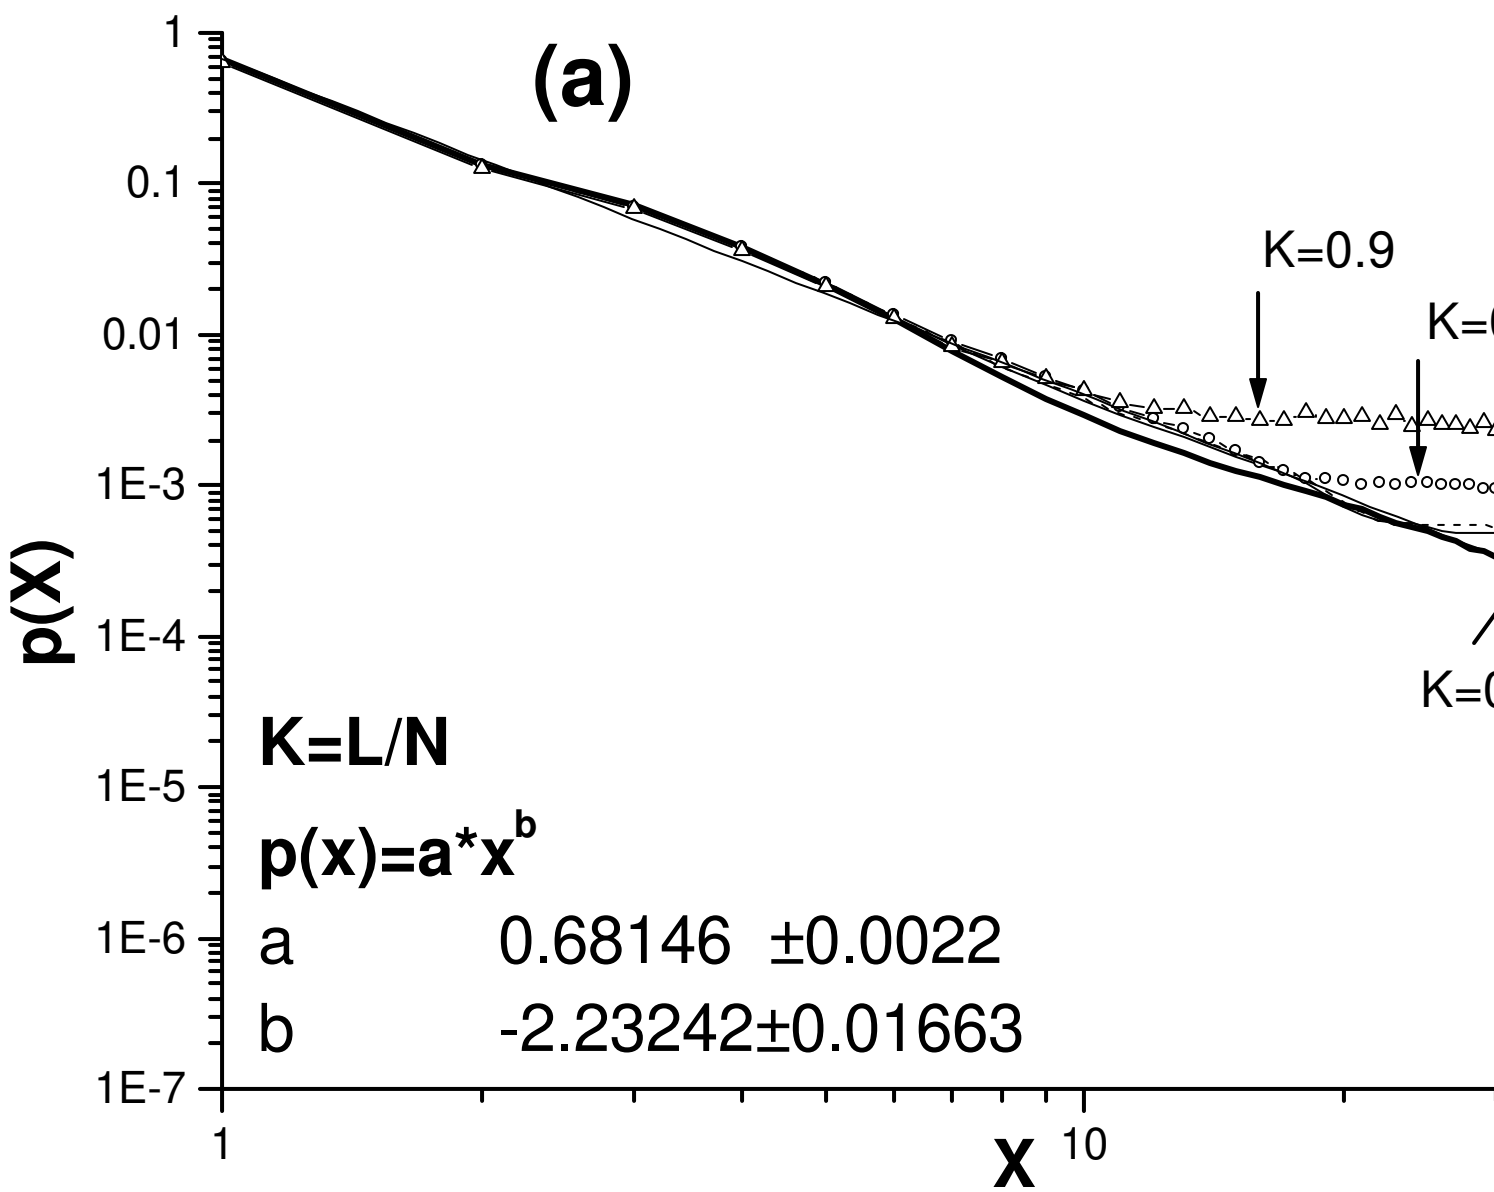 (a)
1
0.1
0.01
1E-3
1E-4
1E-5
1E-6
1E-7
p(X)
K=0.9
K=
K=
K=L/N
p(x)=a*x^b
a 0.68146 ±0.0022
b -2.23242±0.01663
1 10
X